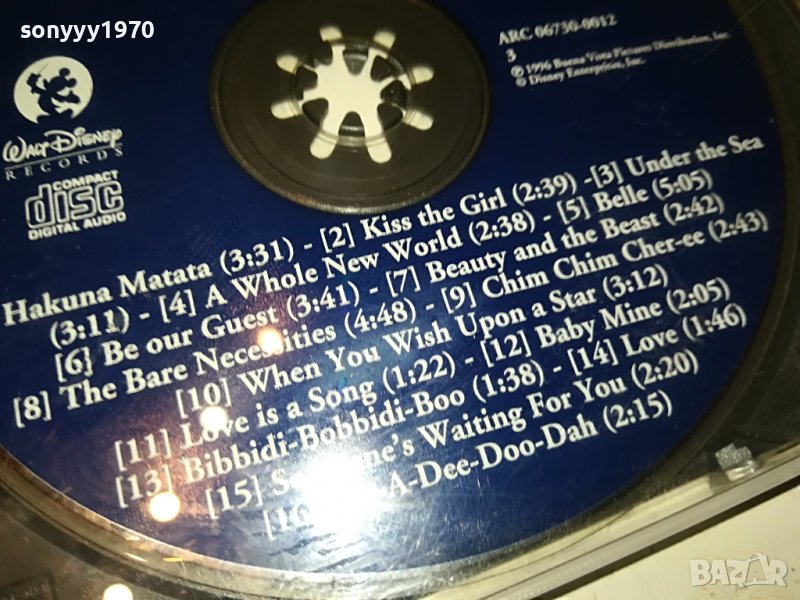 sonyyy1970
ARC 06730-0012
3
℗ 1996 Buena Vista Pictures Distribution, Inc.
© Disney Enterprises, Inc.
WALT DISNEY
RECORDS
COMPACT
disc
DIGITAL AUDIO
Hakuna Matata (3:31) - [2] Kiss the Girl (2:39) -[3] Under the Sea
(3:11) - [4] A Whole New World (2:38) - [5] Belle (5:05)
[6] Be our Guest (3:41) - [7] Beauty and the Beast (2:42)
[8] The Bare Necessities (4:48) - [9] Chim Chim Cher-ee (2:43)
[10] When You Wish Upon a Star (3:12)
[11] Love is a Song (1:22) - [12] Baby Mine (2:05)
[13] Bibbidi-Bobbidi-Boo (1:38) - [14] Love (1:46)
[15] Someone's Waiting For You (2:20)
A-Dee-Doo-Dah (2:15)
BAZAR